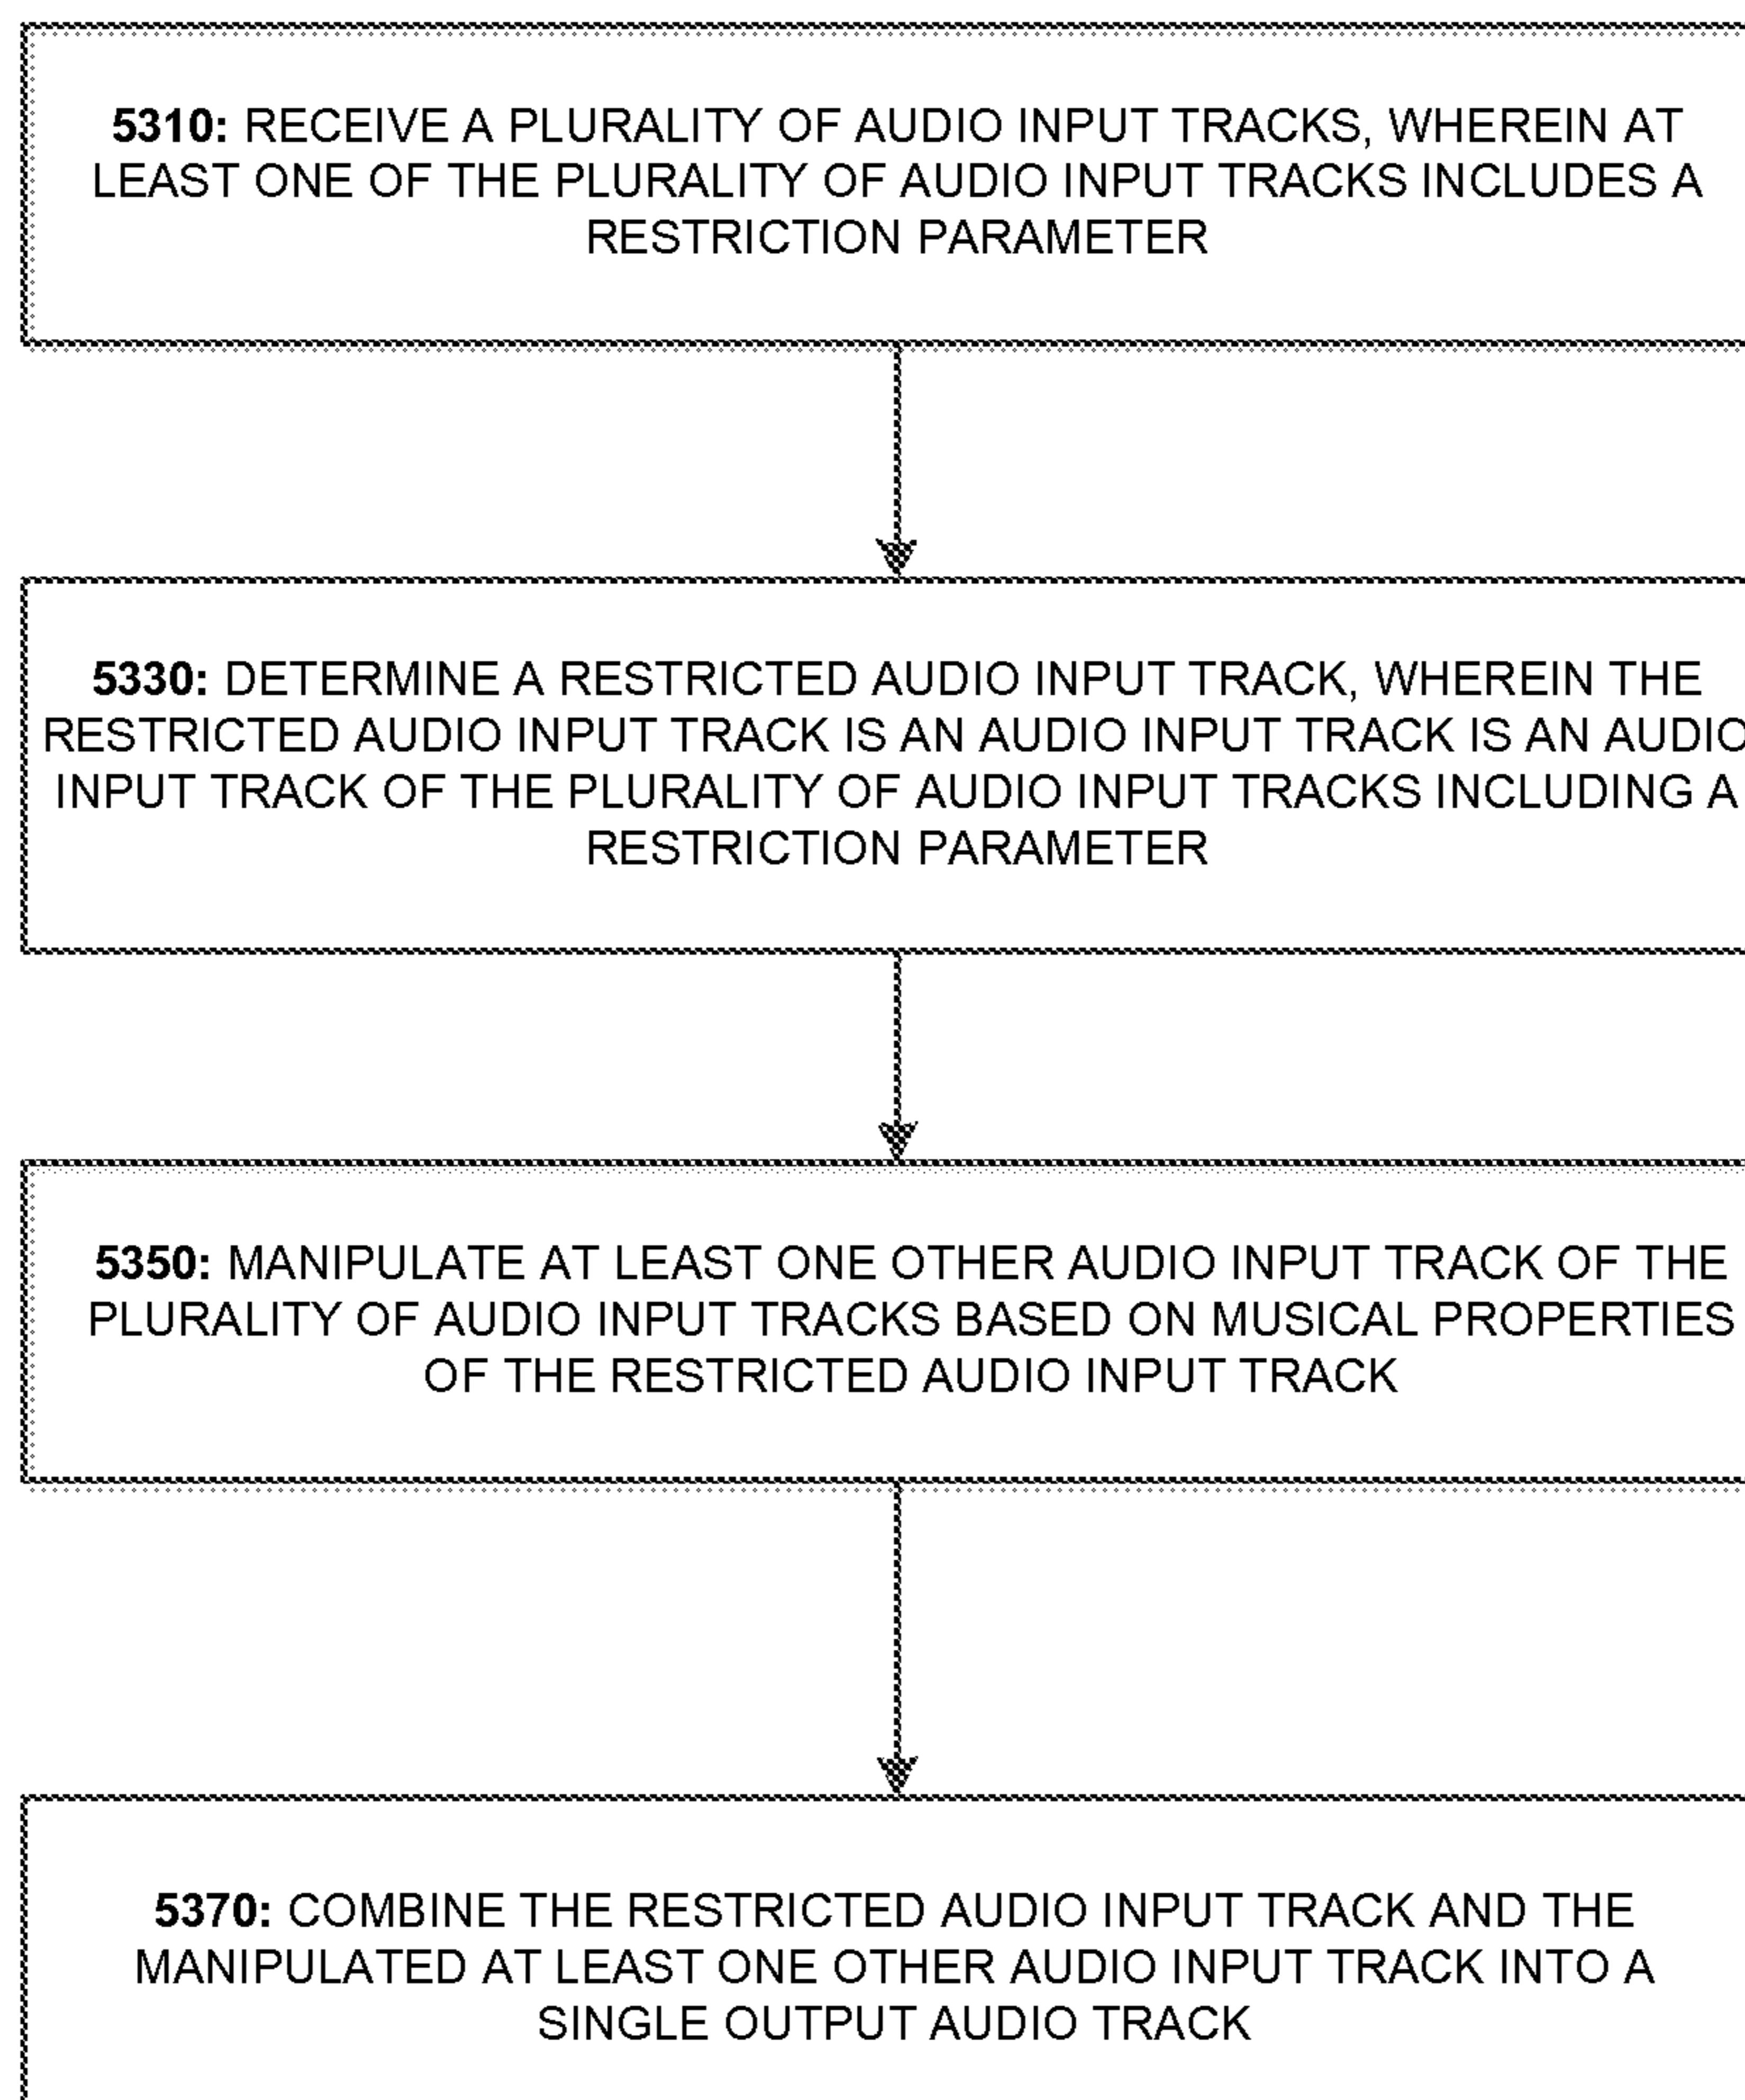 5310: RECEIVE A PLURALITY OF AUDIO INPUT TRACKS, WHEREIN AT
LEAST ONE OF THE PLURALITY OF AUDIO INPUT TRACKS INCLUDES A
RESTRICTION PARAMETER
5330: DETERMINE A RESTRICTED AUDIO INPUT TRACK, WHEREIN THE
RESTRICTED AUDIO INPUT TRACK IS AN AUDIO INPUT TRACK IS AN AUDIO
INPUT TRACK OF THE PLURALITY OF AUDIO INPUT TRACKS INCLUDING A
RESTRICTION PARAMETER
5350: MANIPULATE AT LEAST ONE OTHER AUDIO INPUT TRACK OF THE
PLURALITY OF AUDIO INPUT TRACKS BASED ON MUSICAL PROPERTIES
OF THE RESTRICTED AUDIO INPUT TRACK
5370: COMBINE THE RESTRICTED AUDIO INPUT TRACK AND THE
MANIPULATED AT LEAST ONE OTHER AUDIO INPUT TRACK INTO A
SINGLE OUTPUT AUDIO TRACK